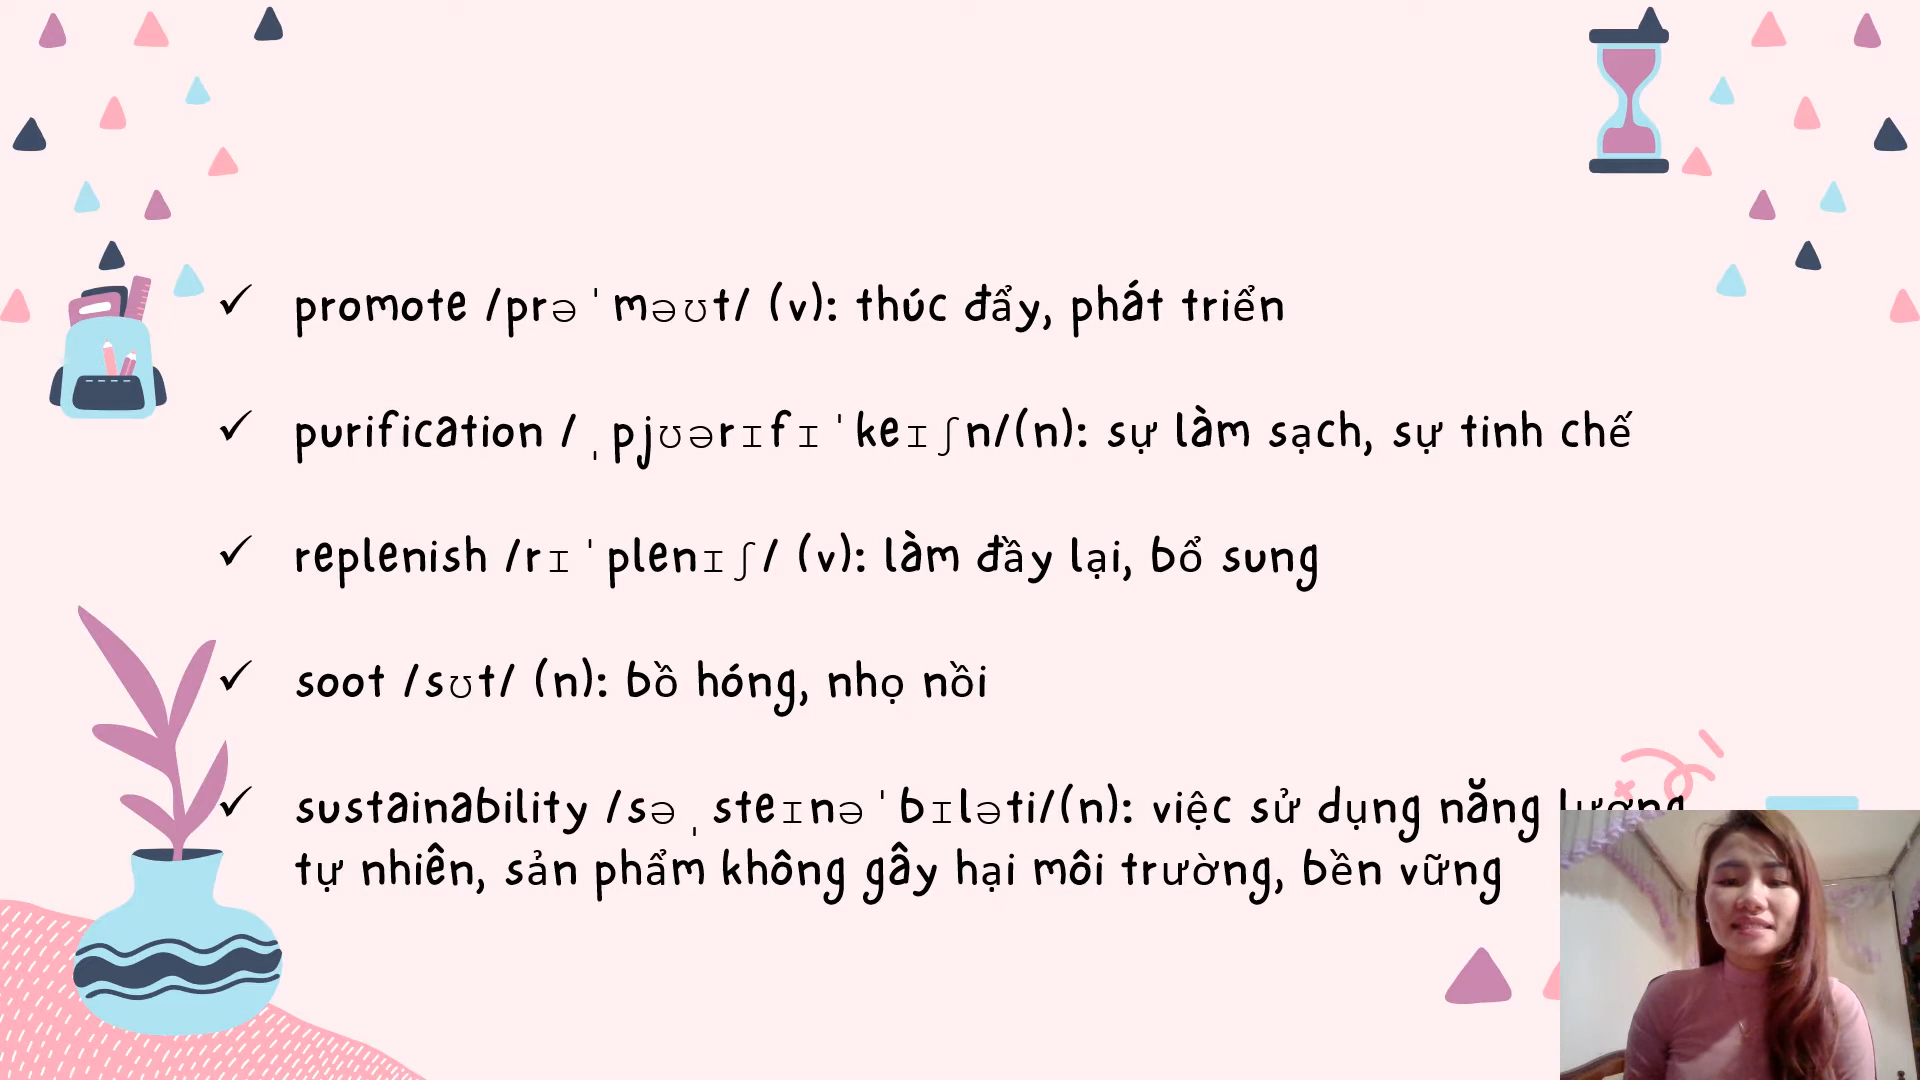 ✓ promote /prəˈməʊt/ (v): thúc đẩy, phát triển
✓ purification /ˌpjʊərɪfɪˈkeɪʃn/(n): sự làm sạch, sự tinh chế
✓ replenish /rɪˈplenɪʃ/ (v): làm đầy lại, bổ sung
✓ soot /sʊt/ (n): bồ hóng, nhọ nồi
✓ sustainability /səˌsteɪnəˈbɪləti/(n): việc sử dụng năng lượng
tự nhiên, sản phẩm không gây hại môi trường, bền vững